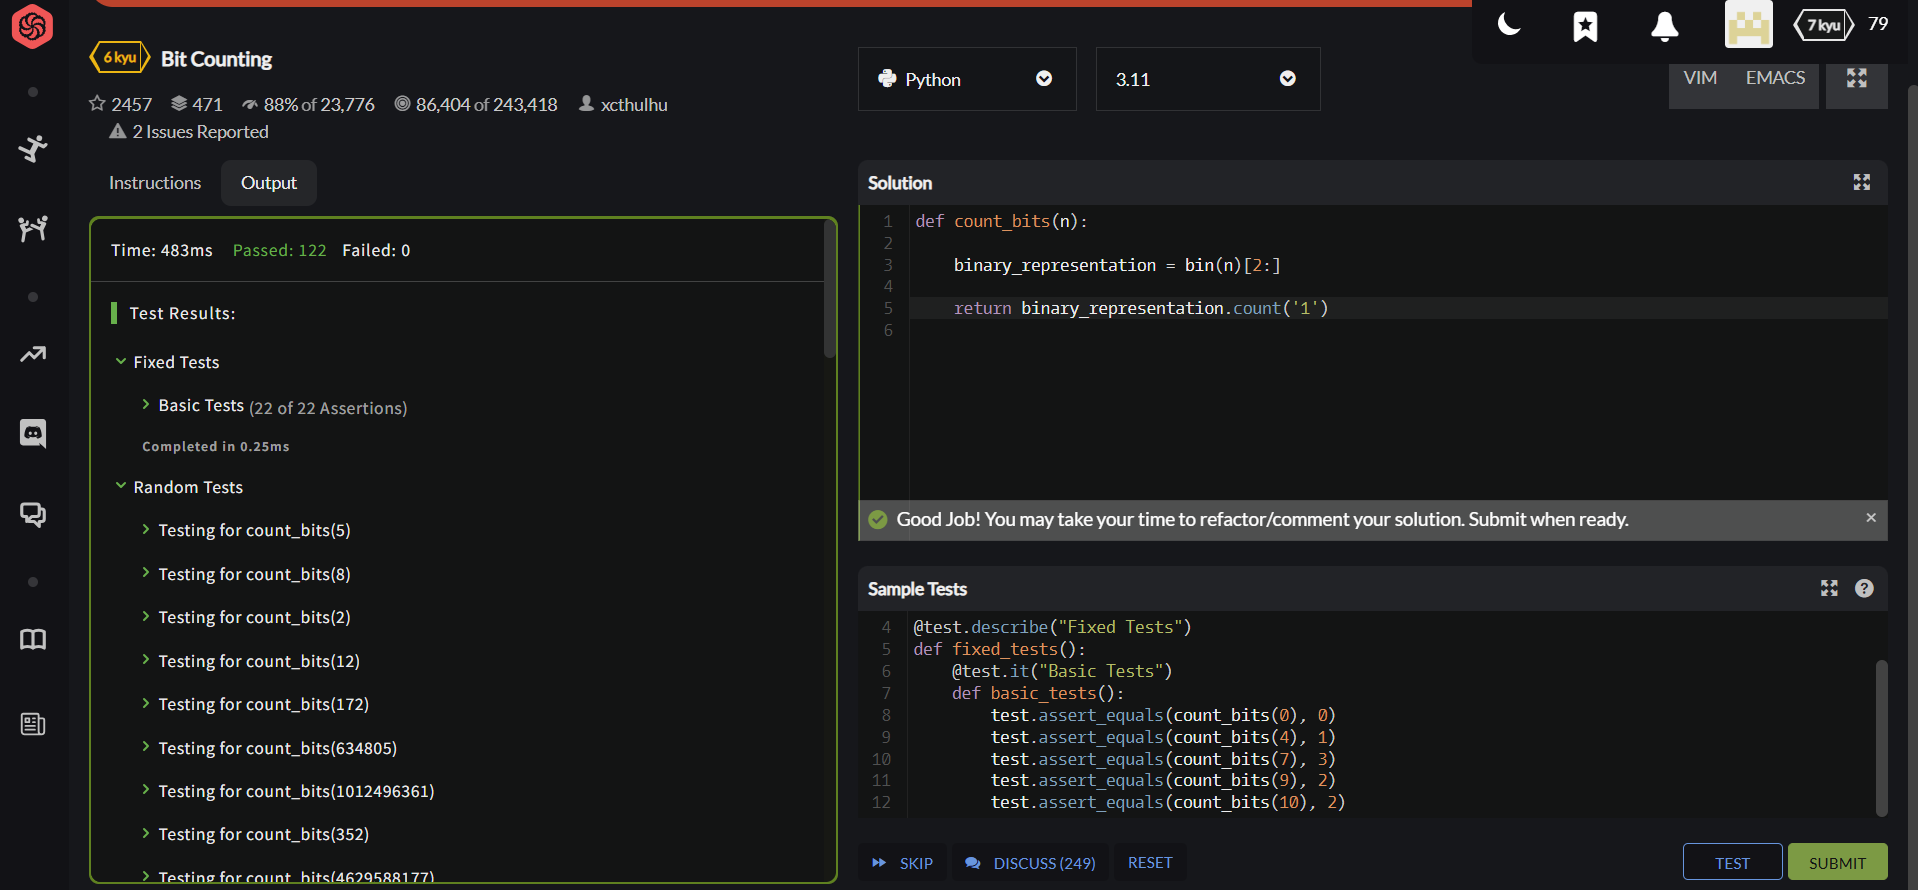 6 kyu Bit Counting
2457 471 88% of 23,776 86,404 of 243,418 xcthulhu
2 Issues Reported
Instructions Output
Time: 483ms Passed: 122 Failed: 0
Test Results:
Fixed Tests
Basic Tests (22 of 22 Assertions)
Completed in 0.25ms
Random Tests
Testing for count_bits(5)
Testing for count_bits(8)
Testing for count_bits(2)
Testing for count_bits(12)
Testing for count_bits(172)
Testing for count_bits(634805)
Testing for count_bits(1012496361)
Testing for count_bits(352)
Testing for count_bits(4629588177)
7 kyu 79
Python 3.11 VIM EMACS
Solution
1 def count_bits(n):
2
3 binary_representation = bin(n)[2:]
4
5 return binary_representation.count('1')
6
Good Job! You may take your time to refactor/comment your solution. Submit when ready. ×
Sample Tests ?
4 @test.describe("Fixed Tests")
5 def fixed_tests():
6 @test.it("Basic Tests")
7 def basic_tests():
8 test.assert_equals(count_bits(0), 0)
9 test.assert_equals(count_bits(4), 1)
10 test.assert_equals(count_bits(7), 3)
11 test.assert_equals(count_bits(9), 2)
12 test.assert_equals(count_bits(10), 2)
SKIP DISCUSS (249) RESET TEST SUBMIT